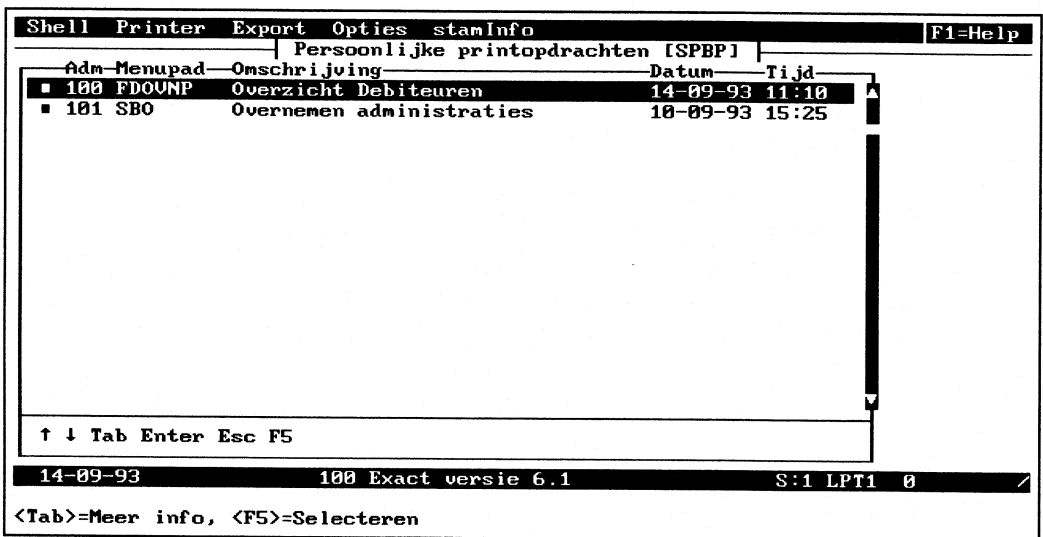 Shell Printer Export Opties stamInfo F1=Help
Persoonlijke printopdrachten [SPBP]
Adm Menupad Omschrijving Datum Tijd
100 FDOVNP Overzicht Debiteuren 14-09-93 11:10
101 SBO Overnemen administraties 10-09-93 15:25
↑ ↓ Tab Enter Esc F5
14-09-93 100 Exact versie 6.1 S:1 LPT1 0 /
<Tab>=Meer info, <F5>=Selecteren